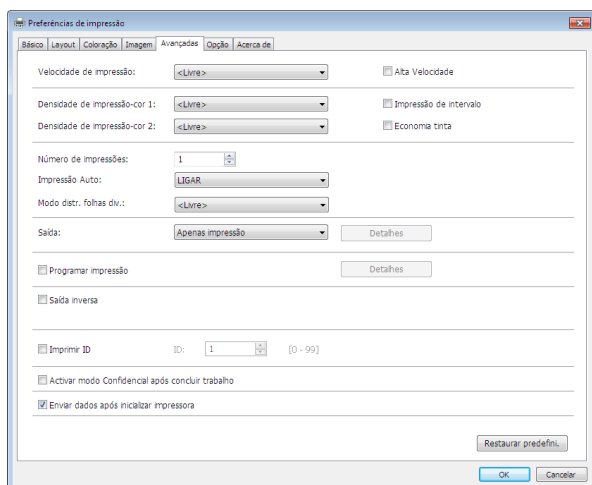 Preferências de impressão
Básico Layout Coloração Imagem Avançadas Opção Acerca de
Velocidade de impressão: <Livre> Alta Velocidade
Densidade de impressão-cor 1: <Livre> Impressão de intervalo
Densidade de impressão-cor 2: <Livre> Economia tinta
Número de impressões: 1
Impressão Auto: LIGAR
Modo distr. folhas div.: <Livre>
Saída: Apenas impressão Detalhes
Programar impressão Detalhes
Saída inversa
Imprimir ID ID: 1 [0 - 99]
Activar modo Confidencial após concluir trabalho
Enviar dados após inicializar impressora
Restaurar predefini.
OK Cancelar